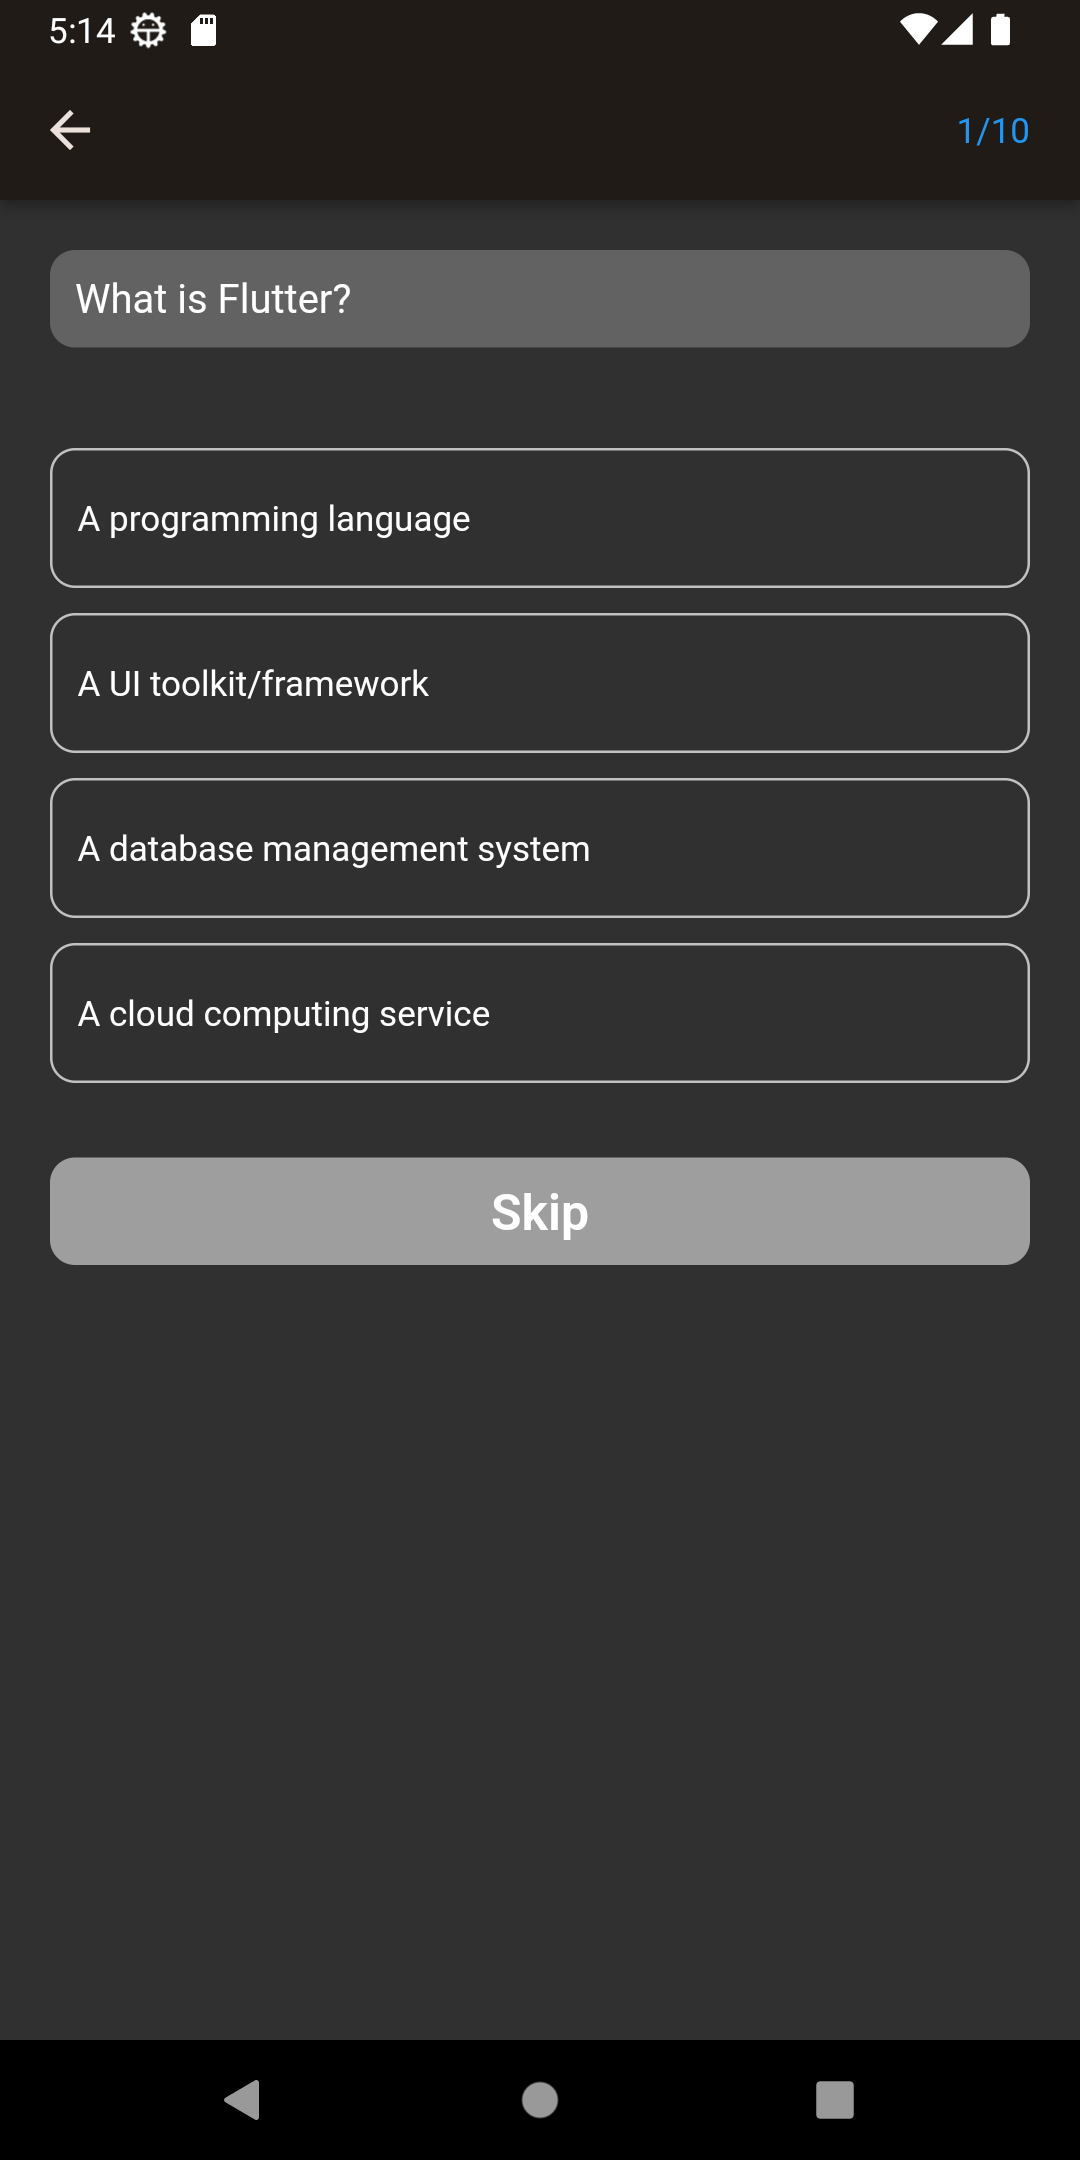 5:14
1/10
What is Flutter?
A programming language
A UI toolkit/framework
A database management system
A cloud computing service
Skip